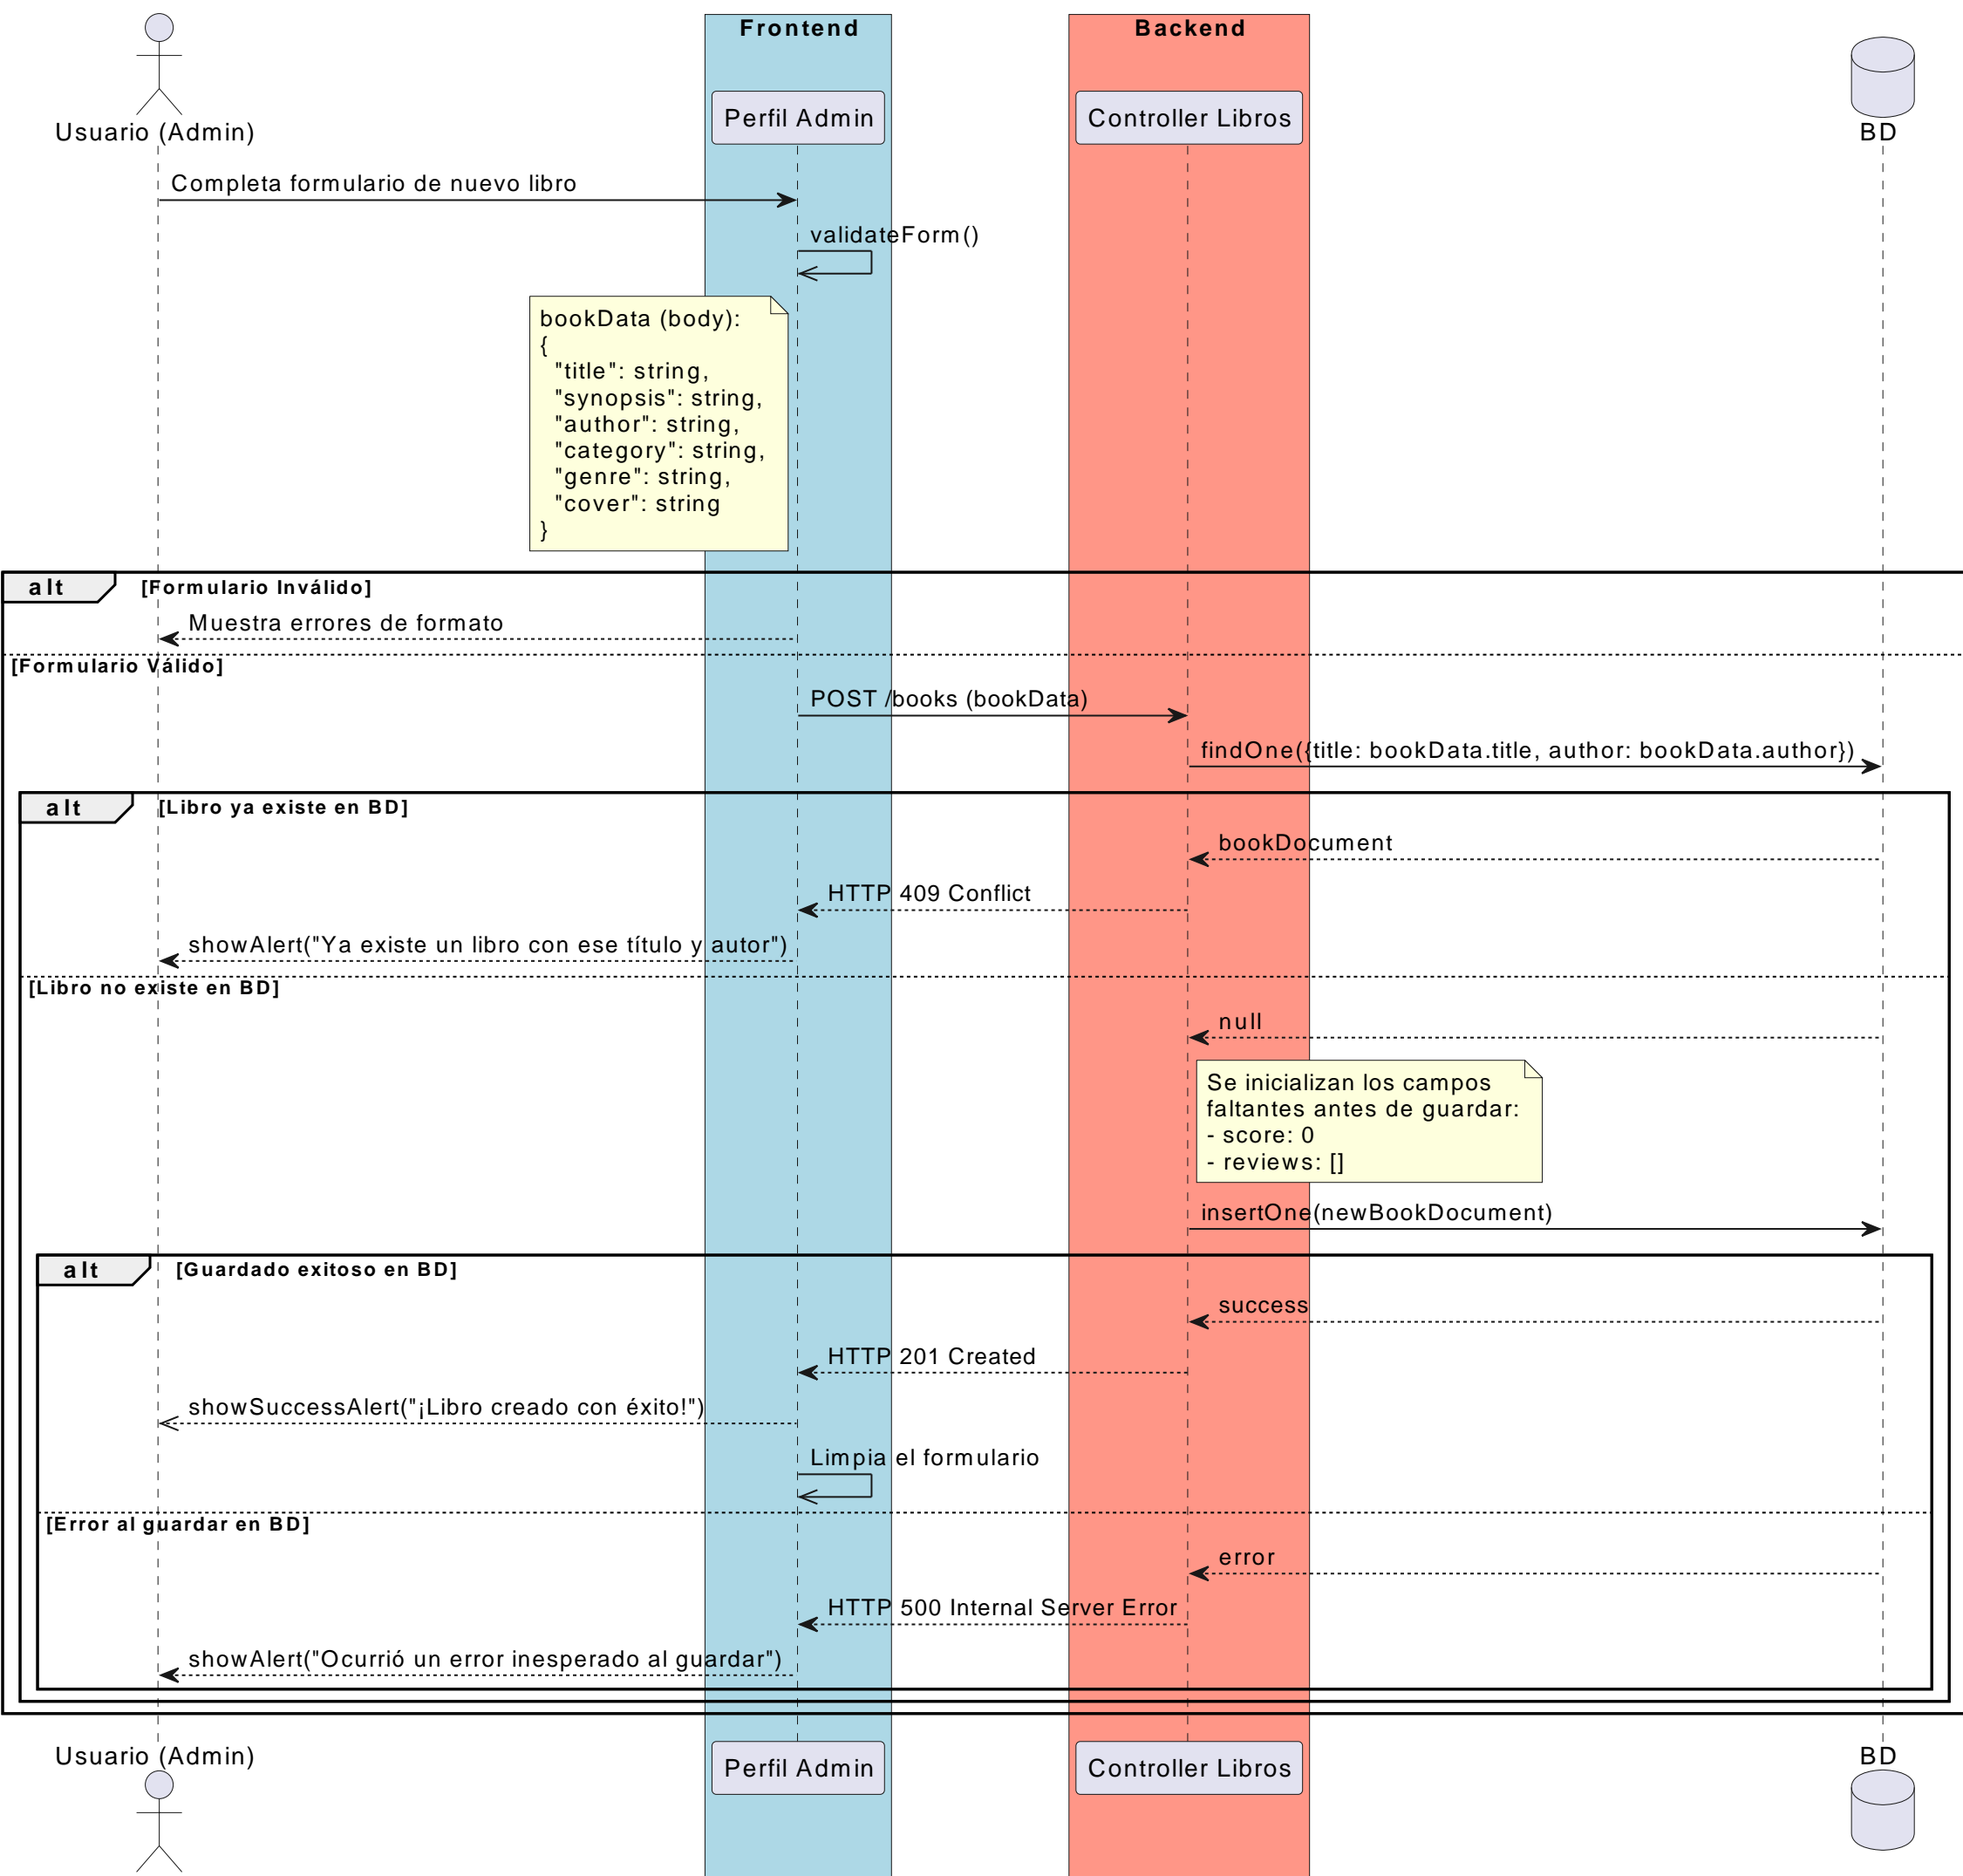 Frontend
Backend
Usuario (Admin)
Perfil Admin
Controller Libros
BD
Completa formulario de nuevo libro
validateForm()
bookData (body):
{
"title": string,
"synopsis": string,
"author": string,
"category": string,
"genre": string,
"cover": string
}
alt
[Formulario Inválido]
Muestra errores de formato
[Formulario Válido]
POST /books (bookData)
findOne({title: bookData.title, author: bookData.author})
alt
[Libro ya existe en BD]
bookDocument
HTTP 409 Conflict
showAlert("Ya existe un libro con ese título y autor")
[Libro no existe en BD]
null
Se inicializan los campos
faltantes antes de guardar:
- score: 0
- reviews: []
insertOne(newBookDocument)
alt
[Guardado exitoso en BD]
success
HTTP 201 Created
showSuccessAlert("¡Libro creado con éxito!")
Limpia el formulario
[Error al guardar en BD]
error
HTTP 500 Internal Server Error
showAlert("Ocurrió un error inesperado al guardar")
Usuario (Admin)
Perfil Admin
Controller Libros
BD